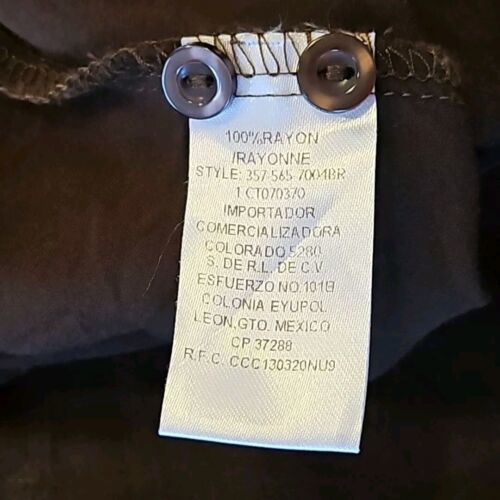 100%RAYON
/RAYONNE
STYLE: 357-565-7004BR
1 CT070370
IMPORTADOR
COMERCIALIZADORA
COLORADO 5280
S. DE R.L. DE C.V
ESFUERZO NO.101B
COLONIA EYUPOL
LEON,GTO. MEXICO
CP 37288
R.F.C. CCC130320NU9